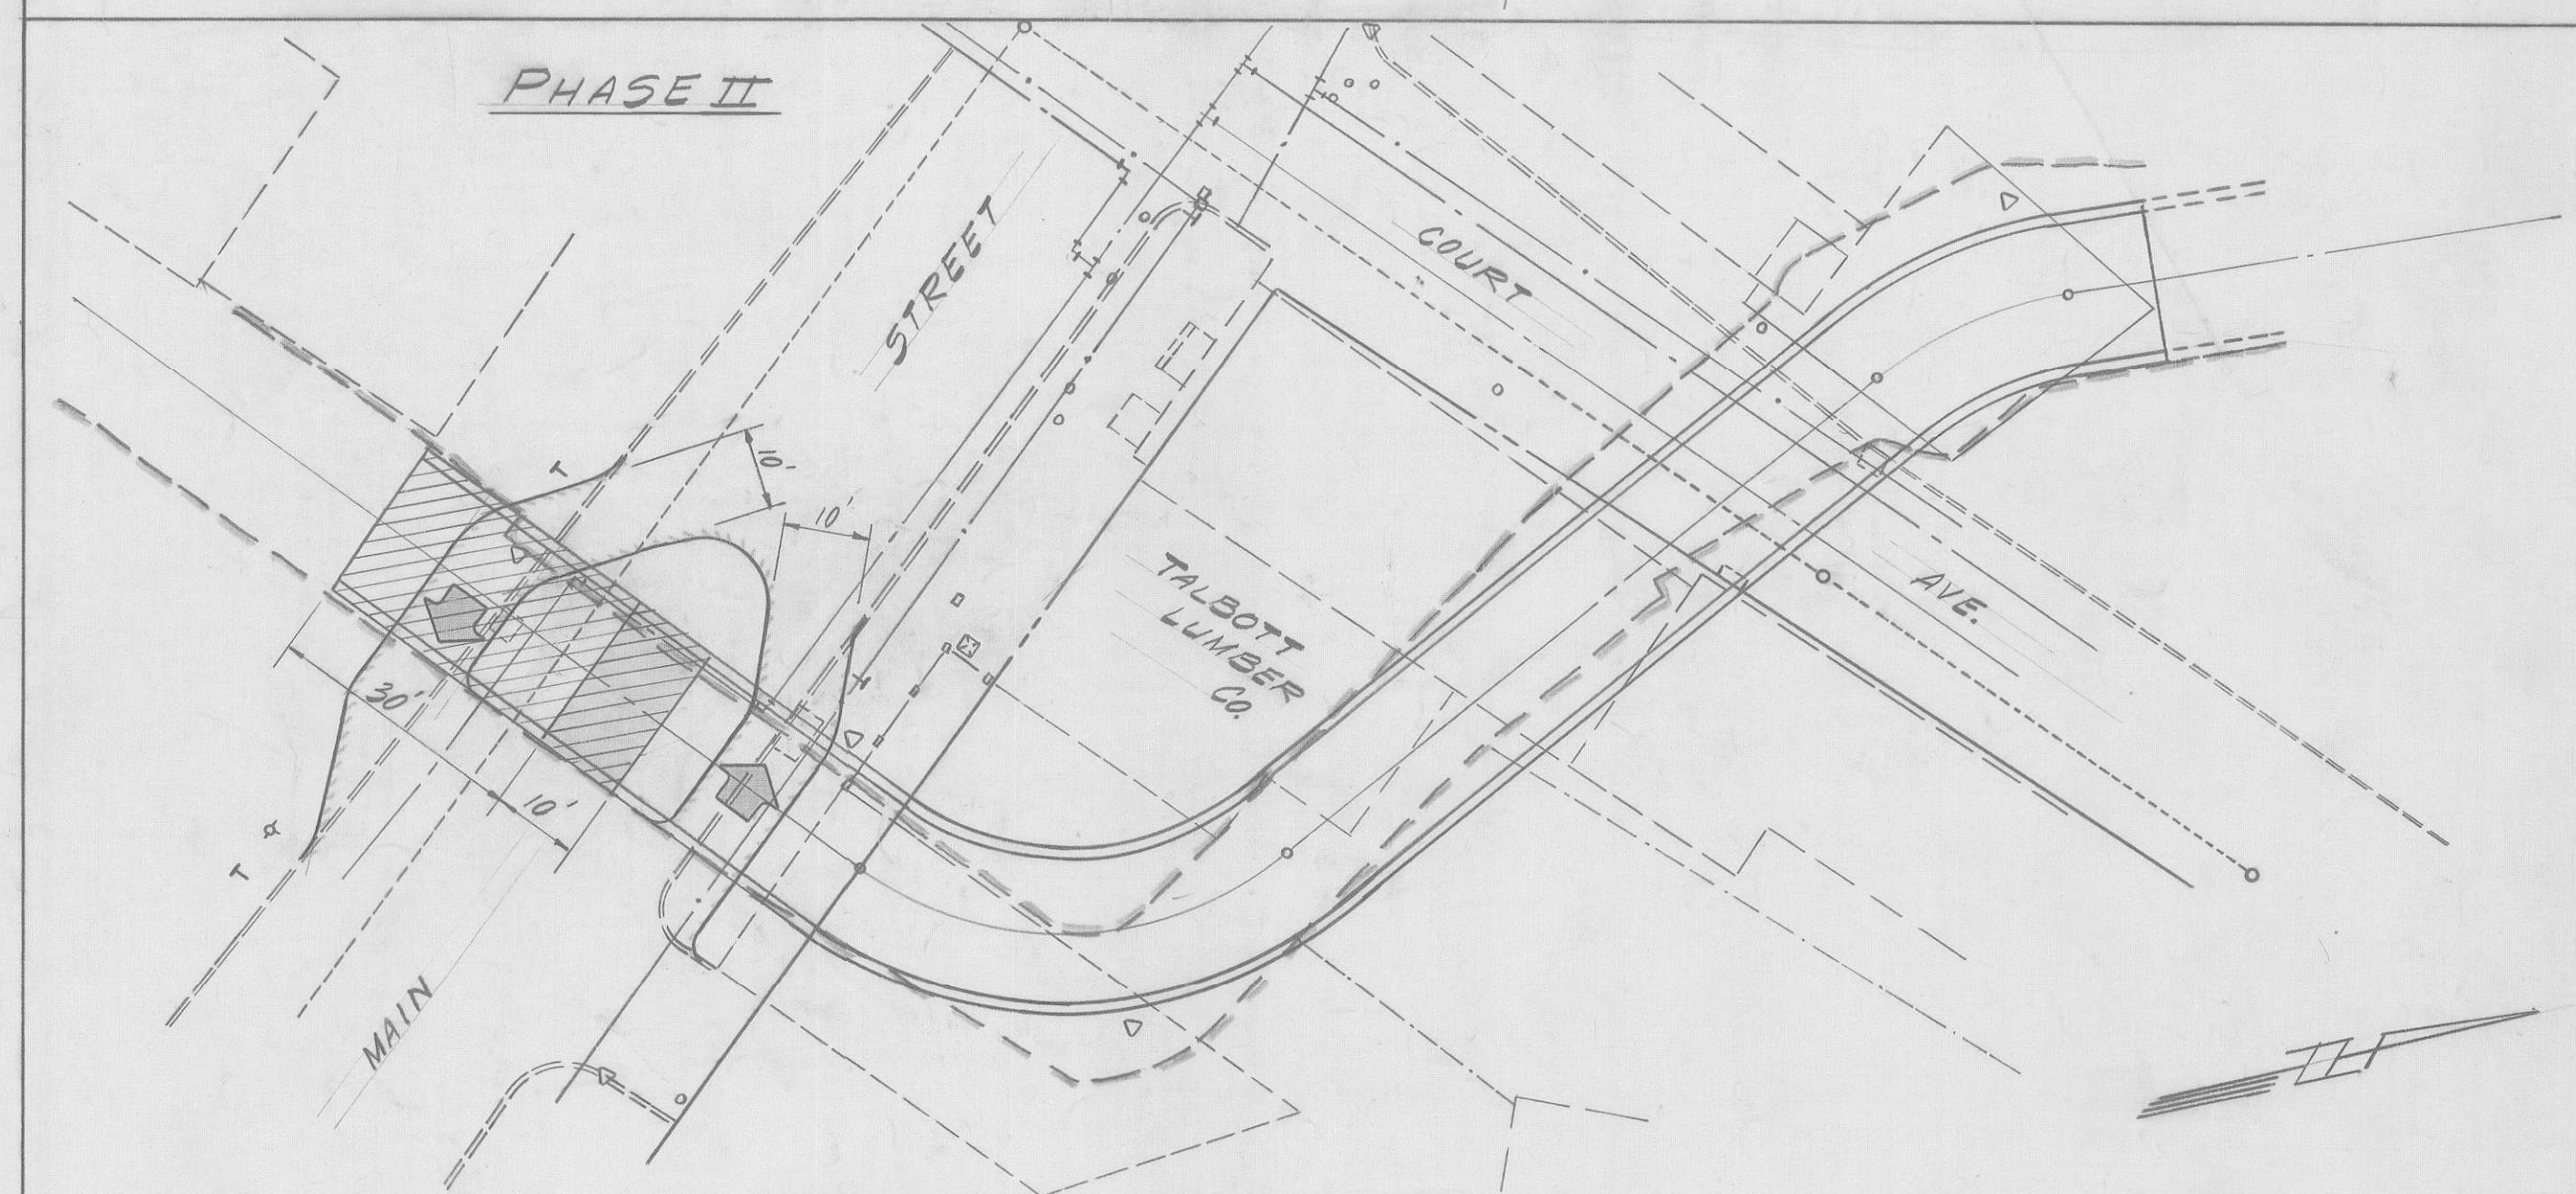 PHASE II
STREET
COURT
10'
10'
TALBOTT
LUMBER
CO.
AVE.
30'
10'
T
T
MAIN
N